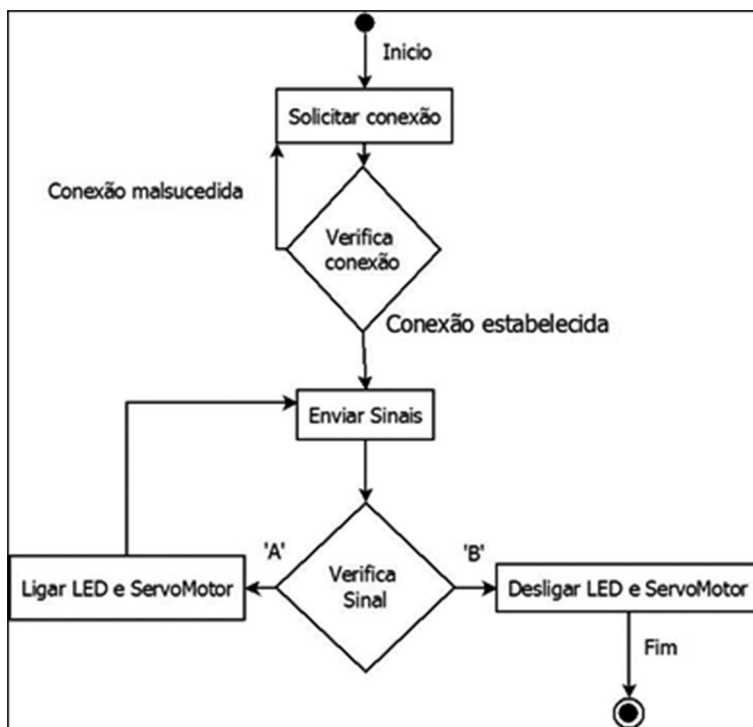 Inicio
Solicitar conexão
Conexão malsucedida
Verifica
conexão
Conexão estabelecida
Enviar Sinais
'A'
'B'
Ligar LED e ServoMotor
Verifica
Sinal
Desligar LED e ServoMotor
Fim